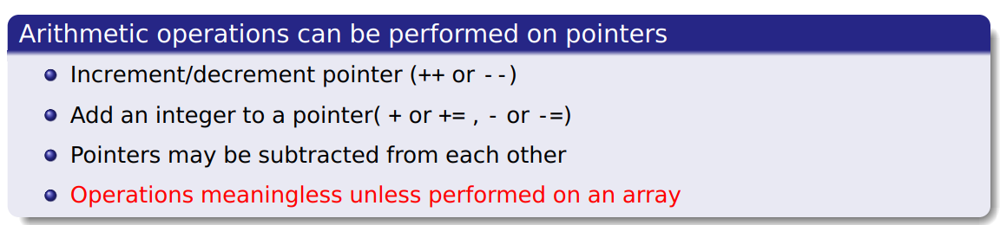 Arithmetic operations can be performed on pointers
Increment/decrement pointer (++ or --)
Add an integer to a pointer( + or += , - or -=)
Pointers may be subtracted from each other
Operations meaningless unless performed on an array